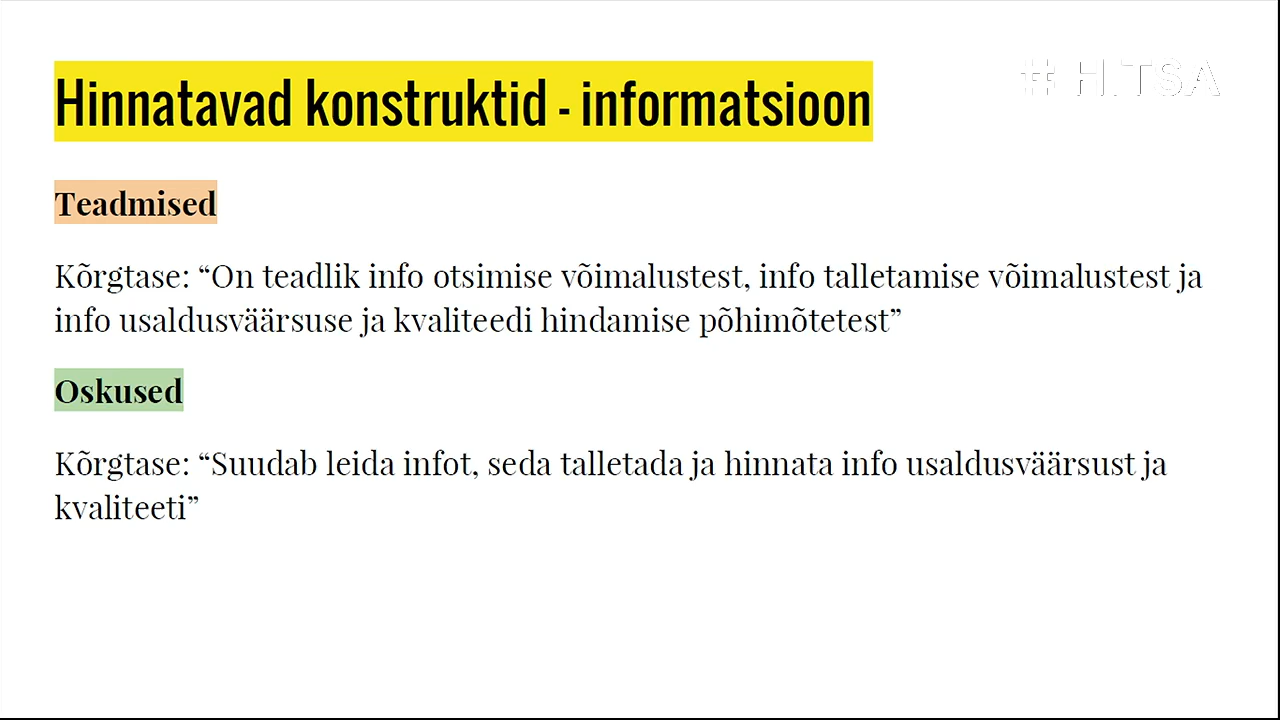 # HITSA
Hinnatavad konstruktid - informatsioon
Teadmised
Kõrgtase: “On teadlik info otsimise võimalustest, info talletamise võimalustest ja
info usaldusväärsuse ja kvaliteedi hindamise põhimõtetest”
Oskused
Kõrgtase: “Suudab leida infot, seda talletada ja hinnata info usaldusväärsust ja
kvaliteeti”